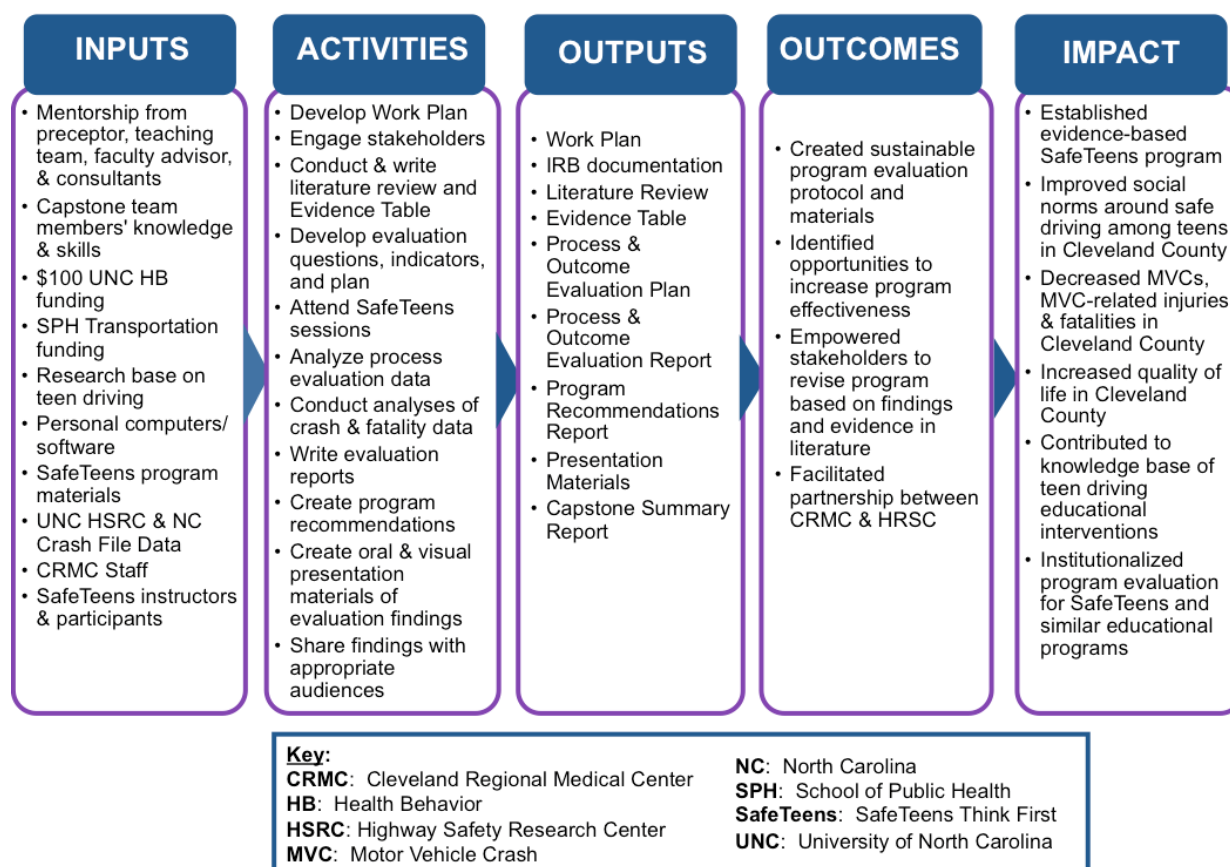 INPUTS
• Mentorship from
preceptor, teaching
team, faculty advisor,
& consultants
• Capstone team
members' knowledge
& skills
• $100 UNC HB
funding
• SPH Transportation
funding
• Research base on
teen driving
• Personal computers/
software
• SafeTeens program
materials
• UNC HSRC & NC
Crash File Data
• CRMC Staff
• SafeTeens instructors
& participants
ACTIVITIES
• Develop Work Plan
• Engage stakeholders
• Conduct & write
literature review and
Evidence Table
• Develop evaluation
questions, indicators,
and plan
• Attend SafeTeens
sessions
• Analyze process
evaluation data
• Conduct analyses of
crash & fatality data
• Write evaluation
reports
• Create program
recommendations
• Create oral & visual
presentation
materials of
evaluation findings
• Share findings with
appropriate
audiences
OUTPUTS
• Work Plan
• IRB documentation
• Literature Review
• Evidence Table
• Process &
Outcome
Evaluation Plan
• Process &
Outcome
Evaluation Report
• Program
Recommendations
Report
• Presentation
Materials
• Capstone Summary
Report
OUTCOMES
• Created sustainable
program evaluation
protocol and
materials
• Identified
opportunities to
increase program
effectiveness
• Empowered
stakeholders to
revise program
based on findings
and evidence in
literature
• Facilitated
partnership between
CRMC & HRSC
IMPACT
• Established
evidence-based
SafeTeens program
• Improved social
norms around safe
driving among teens
in Cleveland County
• Decreased MVCs,
MVC-related injuries
& fatalities in
Cleveland County
• Increased quality of
life in Cleveland
County
• Contributed to
knowledge base of
teen driving
educational
interventions
• Institutionalized
program evaluation
for SafeTeens and
similar educational
programs
Key:
CRMC: Cleveland Regional Medical Center
HB: Health Behavior
HSRC: Highway Safety Research Center
MVC: Motor Vehicle Crash
NC: North Carolina
SPH: School of Public Health
SafeTeens: SafeTeens Think First
UNC: University of North Carolina